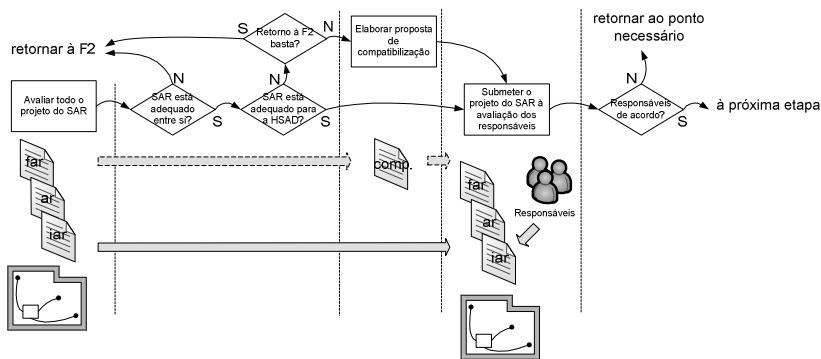 retornar à F2
S
Retorno à F2
basta?
N
Elaborar proposta
de
compatibilização
retornar ao ponto
necessário
Avaliar todo o
projeto do SAR
N
SAR está
adequado
entre si?
S
N
SAR está
adequado para
a HSAD?
S
Submeter o
projeto do SAR à
avaliação dos
responsáveis
N
Responsáveis
de acordo?
S
à próxima etapa
far
ar
iar
comp.
far
ar
iar
Responsáveis